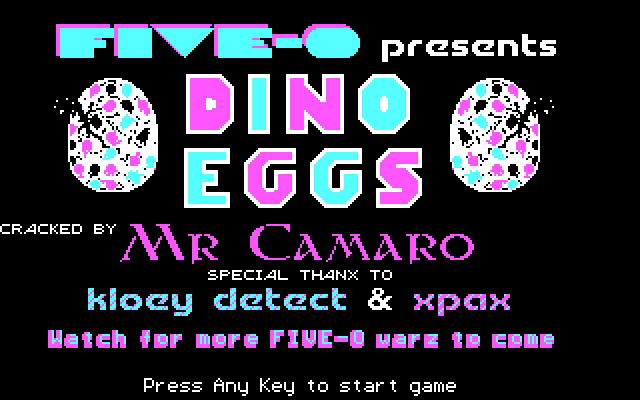 FIVE-O presents
DINO
EGGS
CRACKED BY MR CAMARO
SPECIAL THANX TO
kloey detect & xpax
Watch for more FIVE-O warz to come
Press Any Key to start game